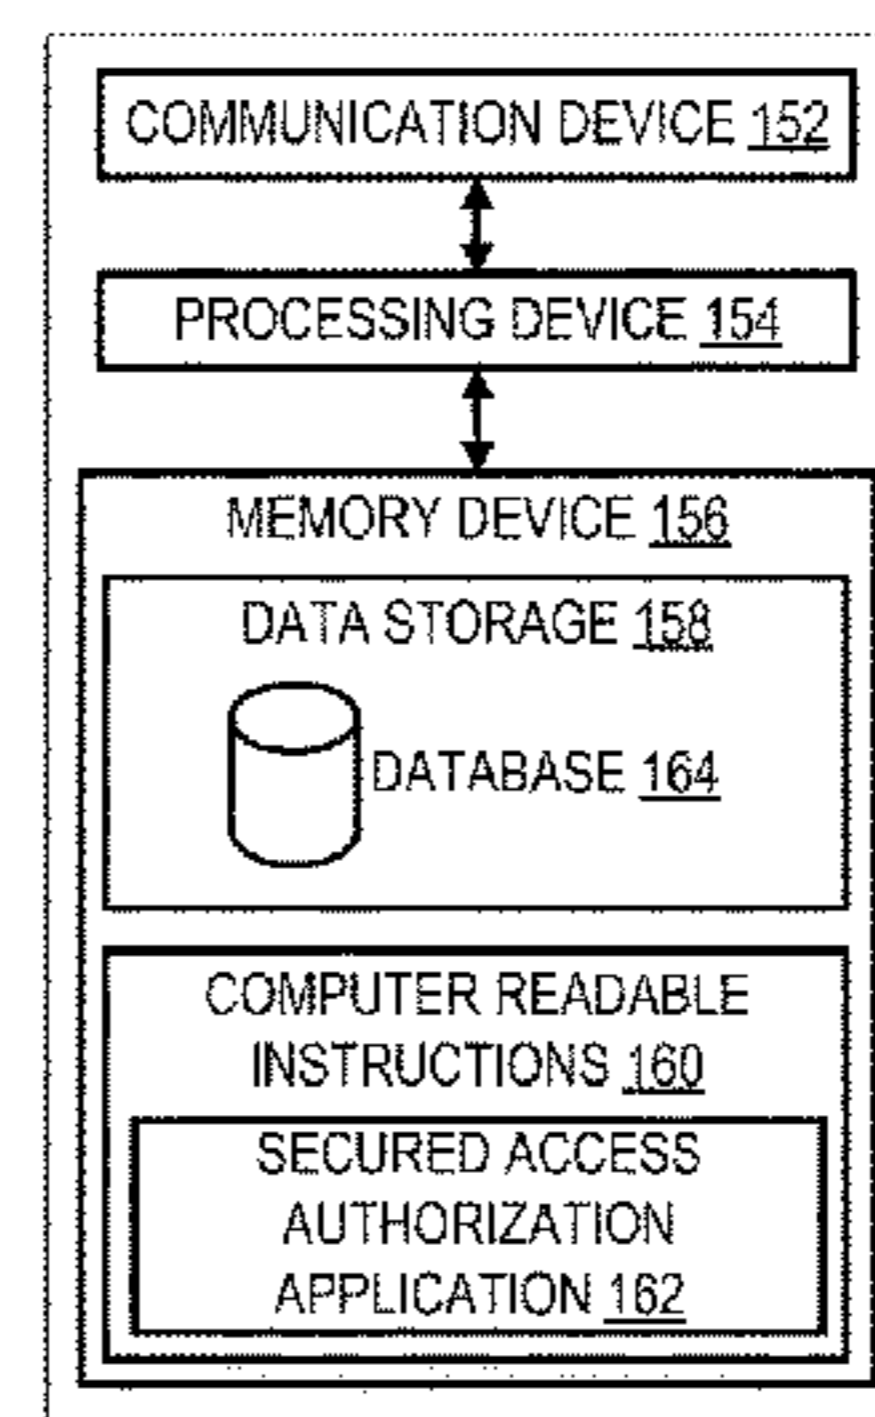 COMMUNICATION DEVICE 152
PROCESSING DEVICE 154
MEMORY DEVICE 156
DATA STORAGE 158
DATABASE 164
COMPUTER READABLE
INSTRUCTIONS 160
SECURED ACCESS
AUTHORIZATION
APPLICATION 162